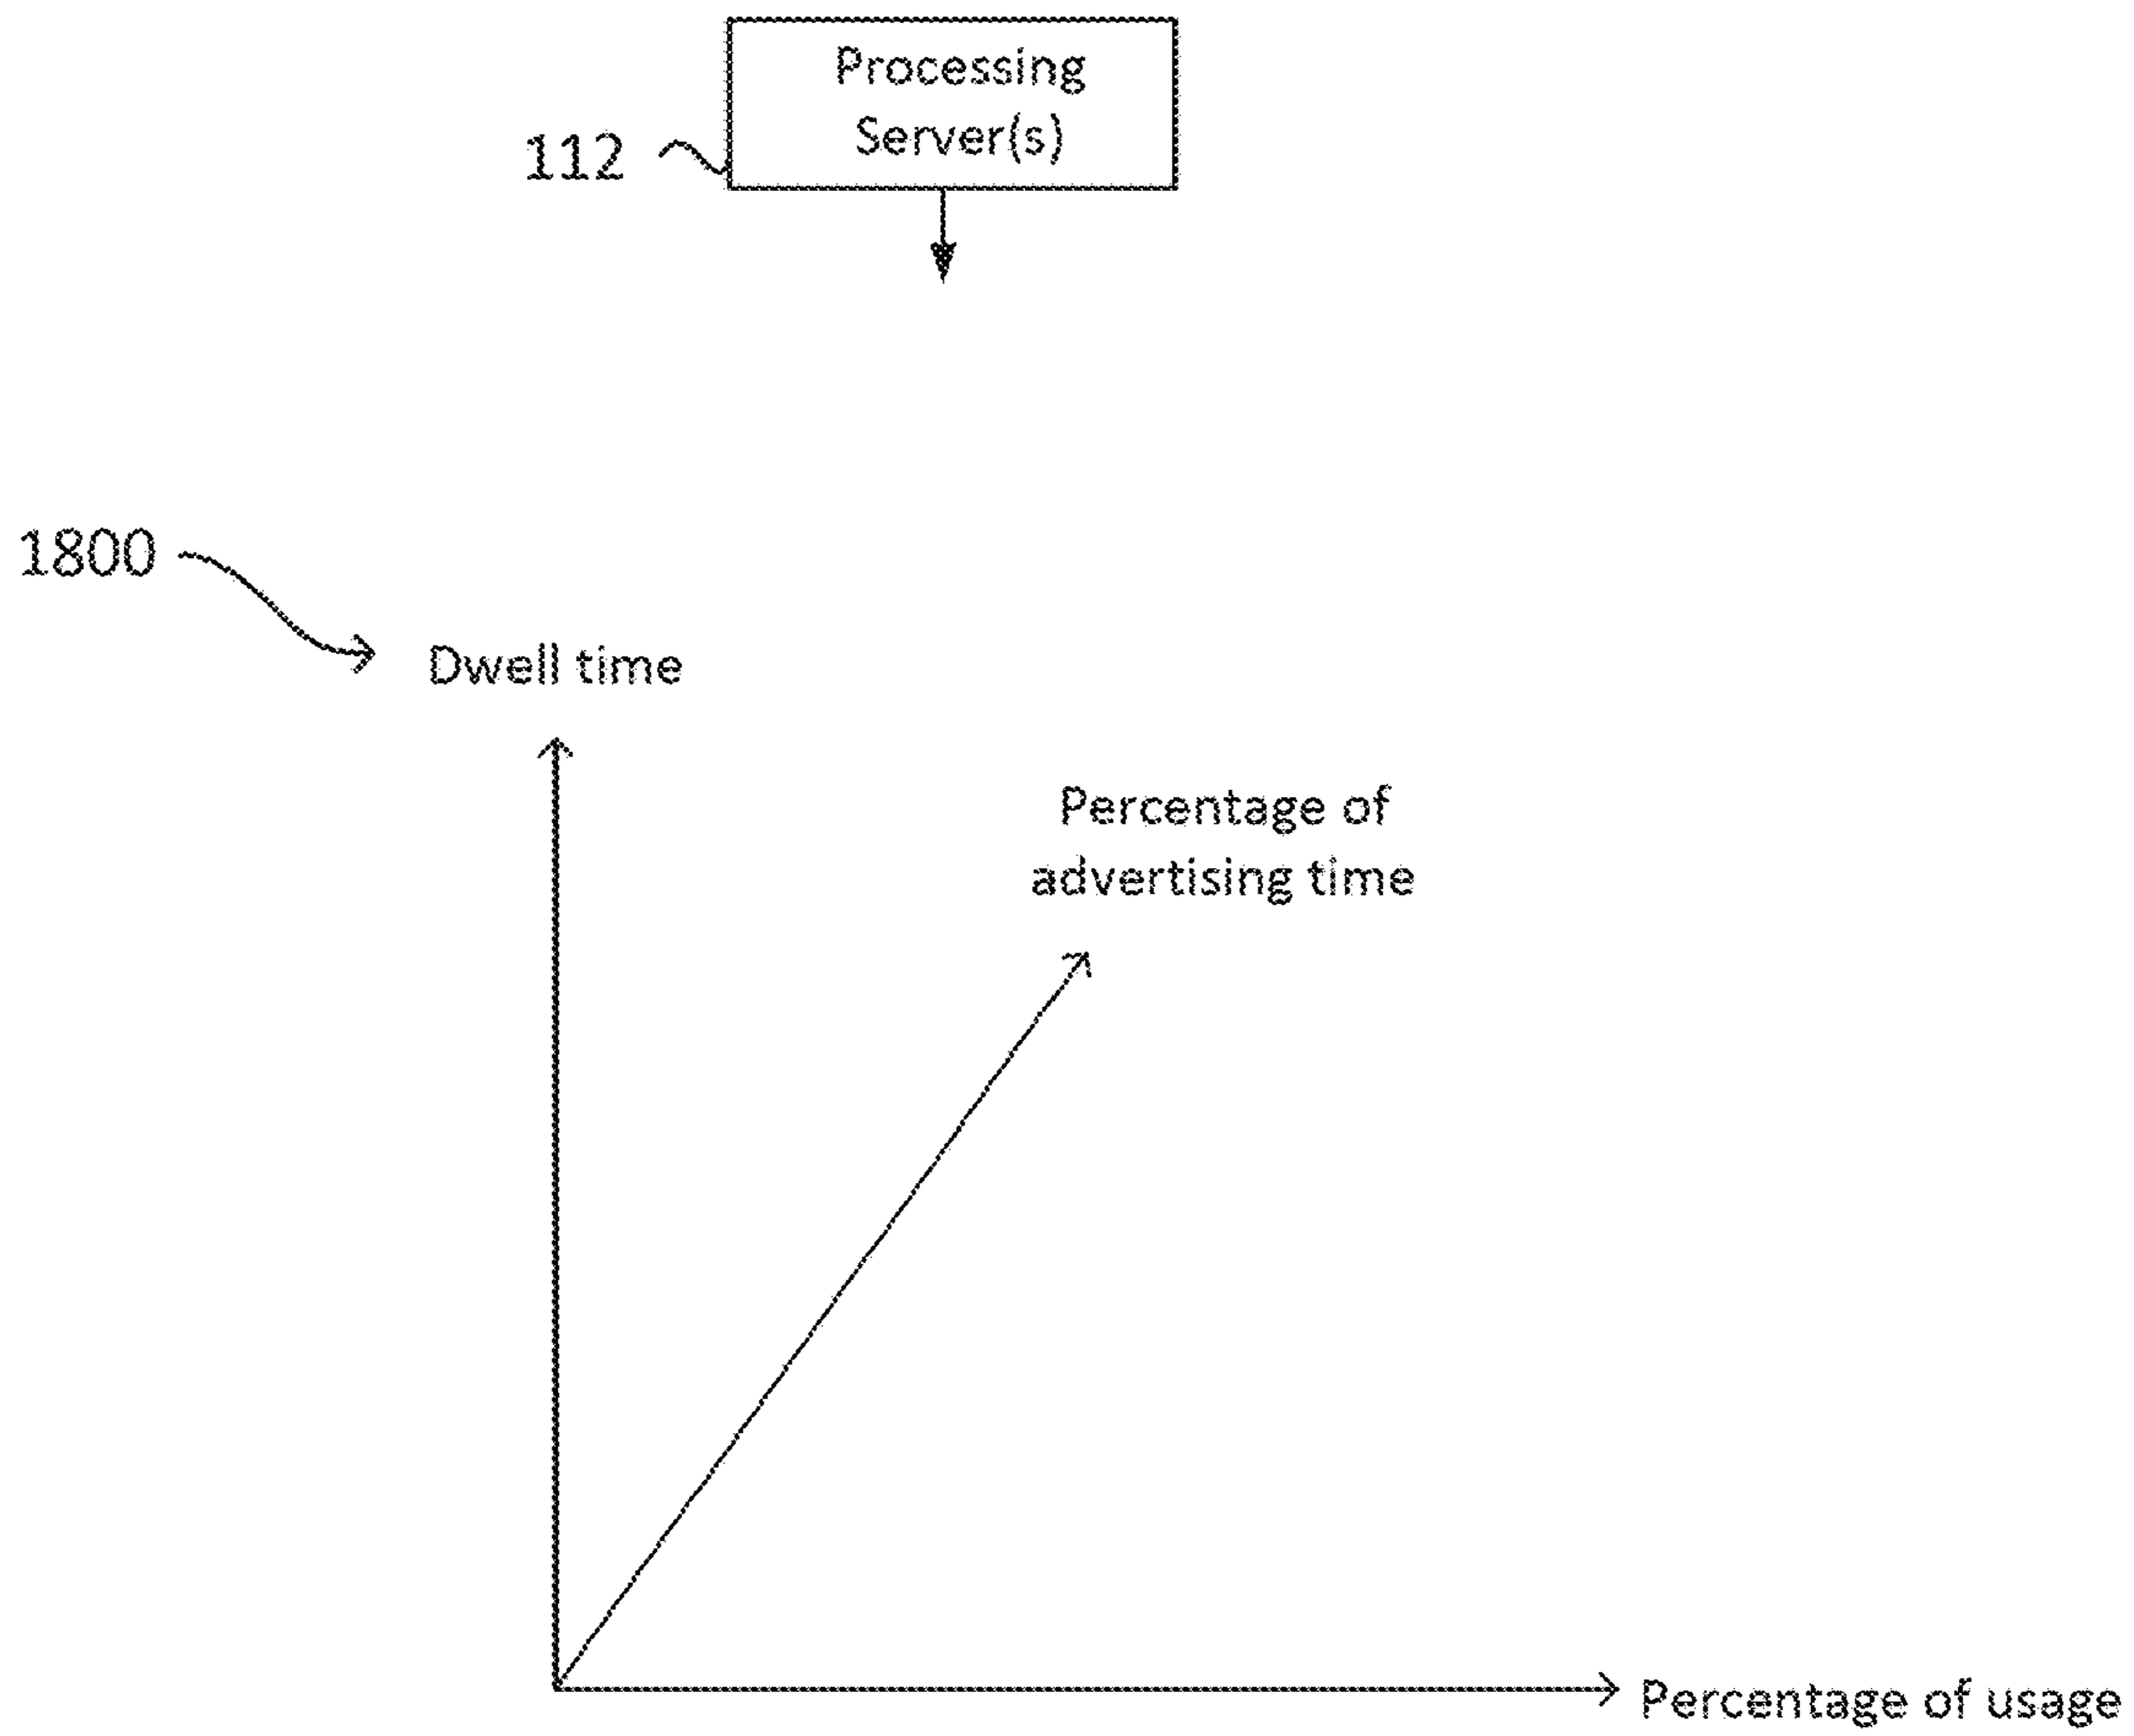 Processing
Server(s)
112
1800
Dwell time
Percentage of
advertising time
Percentage of usage